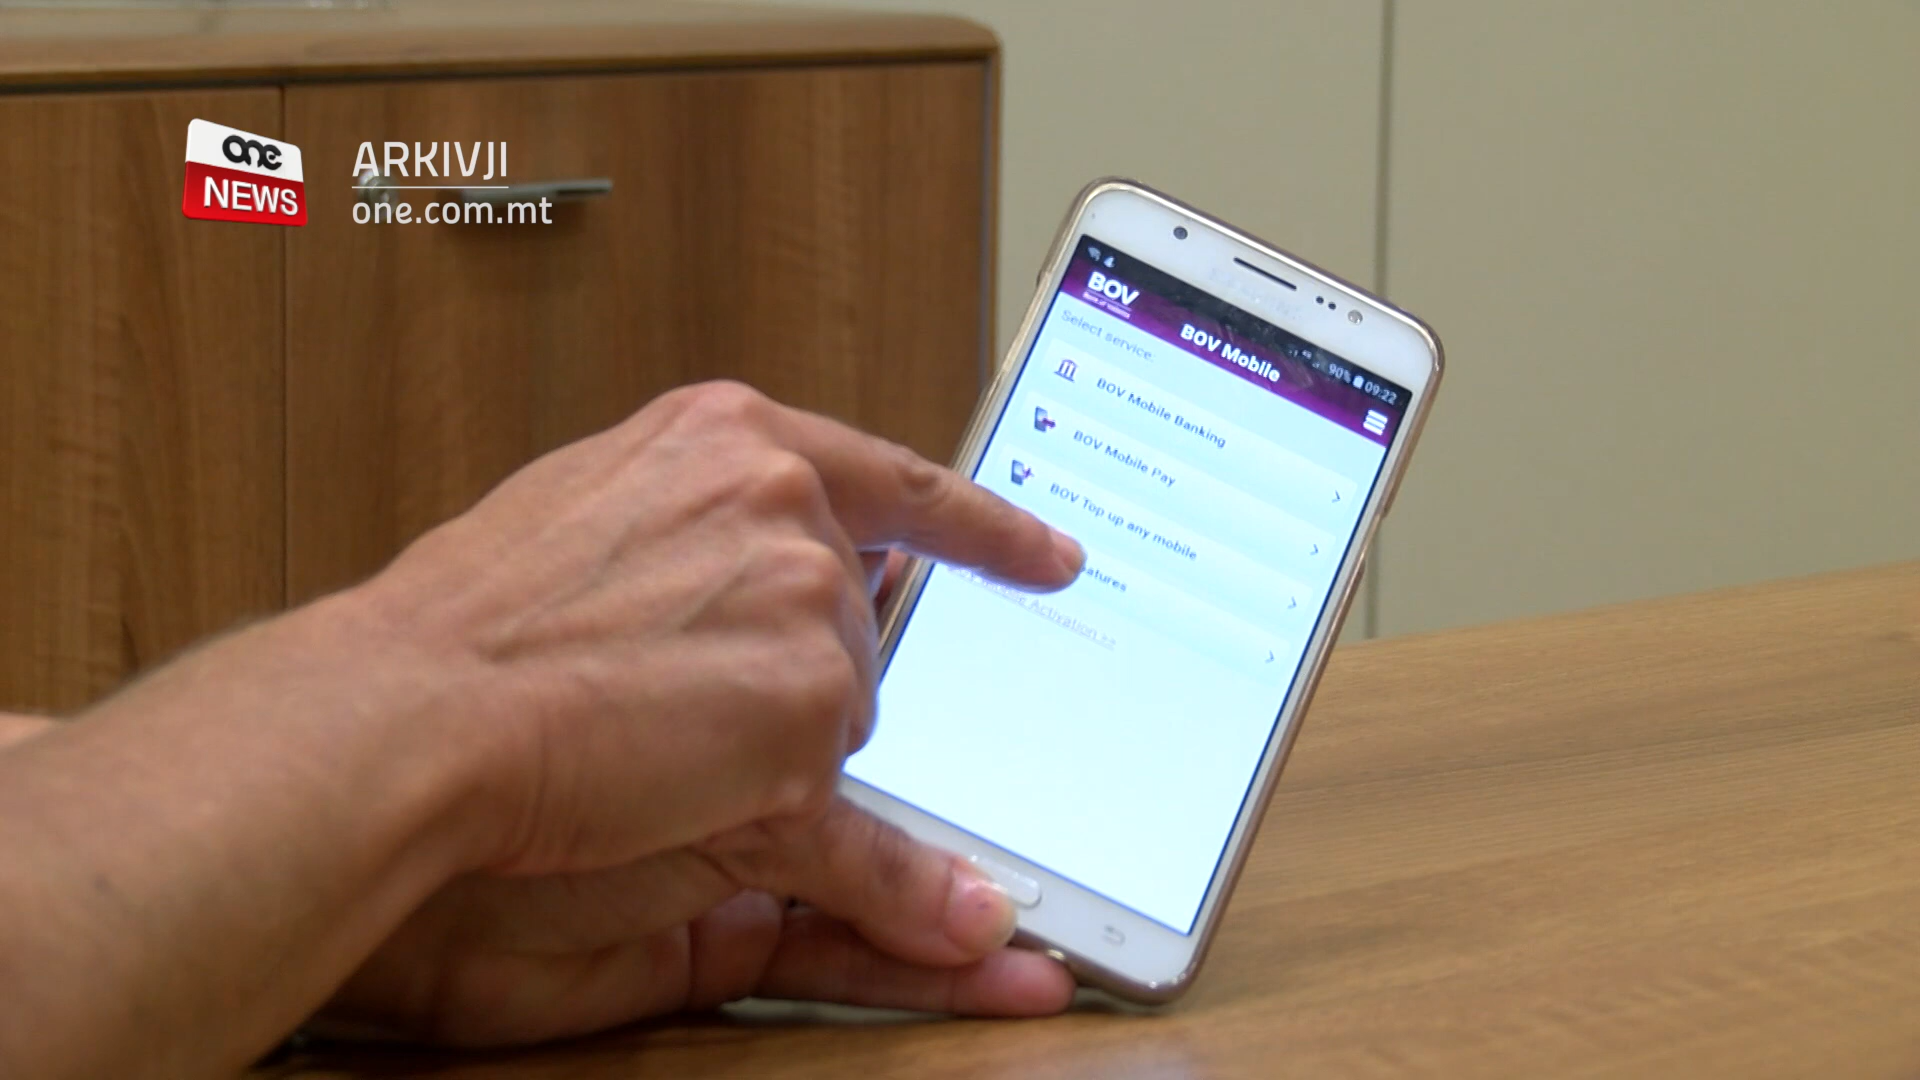 one
NEWS
ARKIVJI
one.com.mt
90% 09:22
BOV
BOV Mobile
Select service:
BOV Mobile Banking
BOV Mobile Pay
BOV Top up any mobile
Activation >>